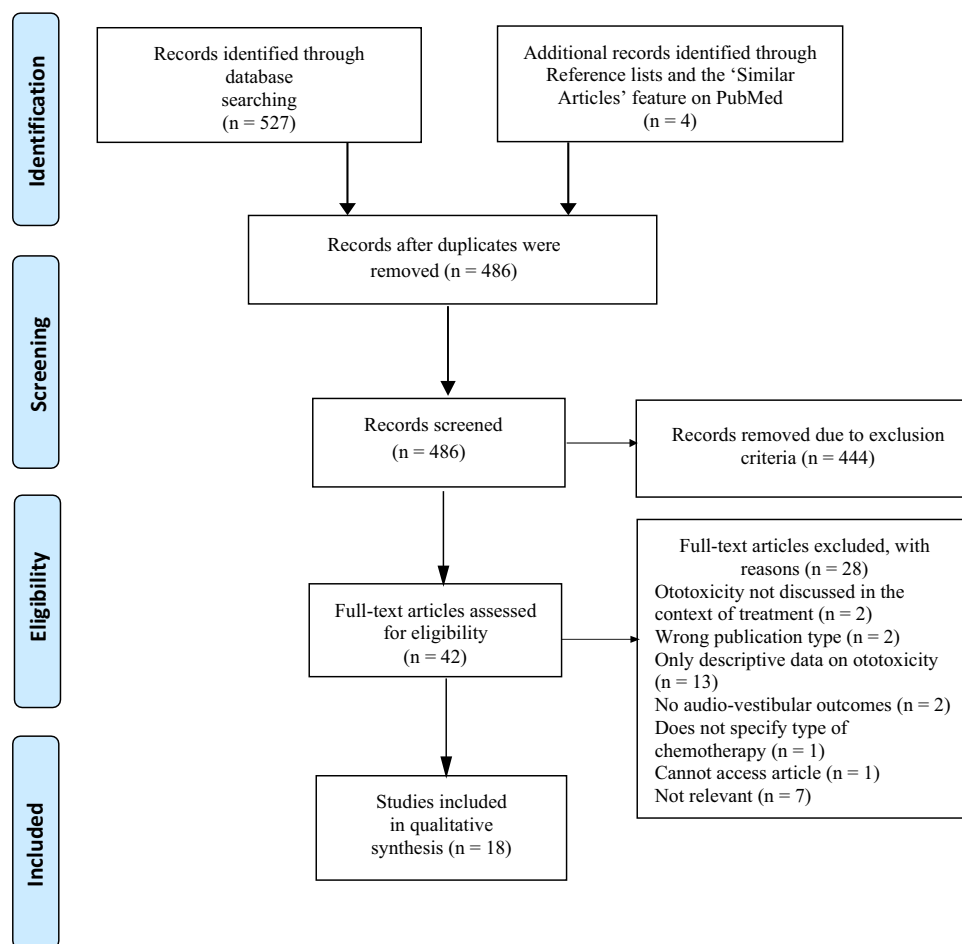 Identification
Records identified through
database
searching
(n = 527)
Additional records identified through
Reference lists and the ‘Similar
Articles’ feature on PubMed
(n = 4)
Records after duplicates were
removed (n = 486)
Screening
Records screened
(n = 486)
Records removed due to exclusion
criteria (n = 444)
Eligibility
Full-text articles assessed
for eligibility
(n = 42)
Full-text articles excluded, with
reasons (n = 28)
Ototoxicity not discussed in the
context of treatment (n = 2)
Wrong publication type (n = 2)
Only descriptive data on ototoxicity
(n = 13)
No audio-vestibular outcomes (n = 2)
Does not specify type of
chemotherapy (n = 1)
Cannot access article (n = 1)
Not relevant (n = 7)
Included
Studies included
in qualitative
synthesis (n = 18)